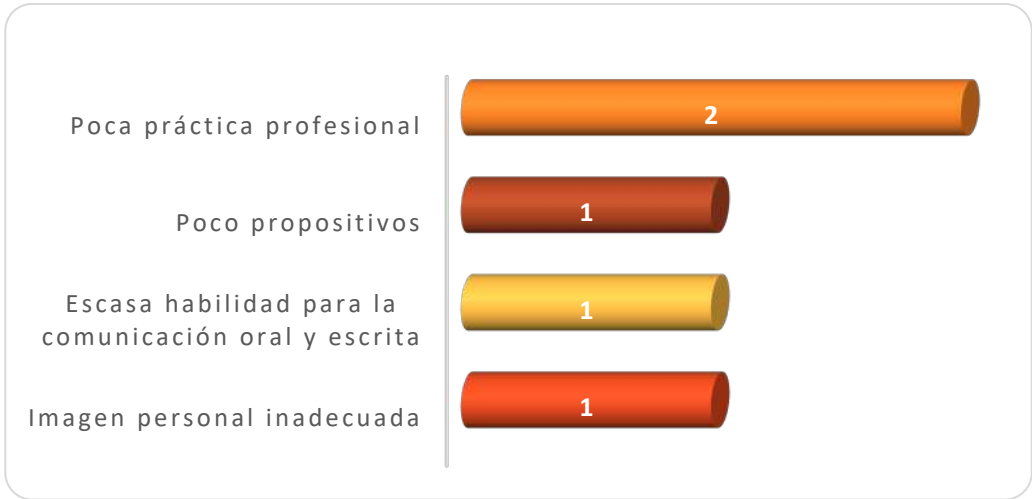 Poca práctica profesional
2
Poco propositivos
1
Escasa habilidad para la
comunicación oral y escrita
1
Imagen personal inadecuada
1